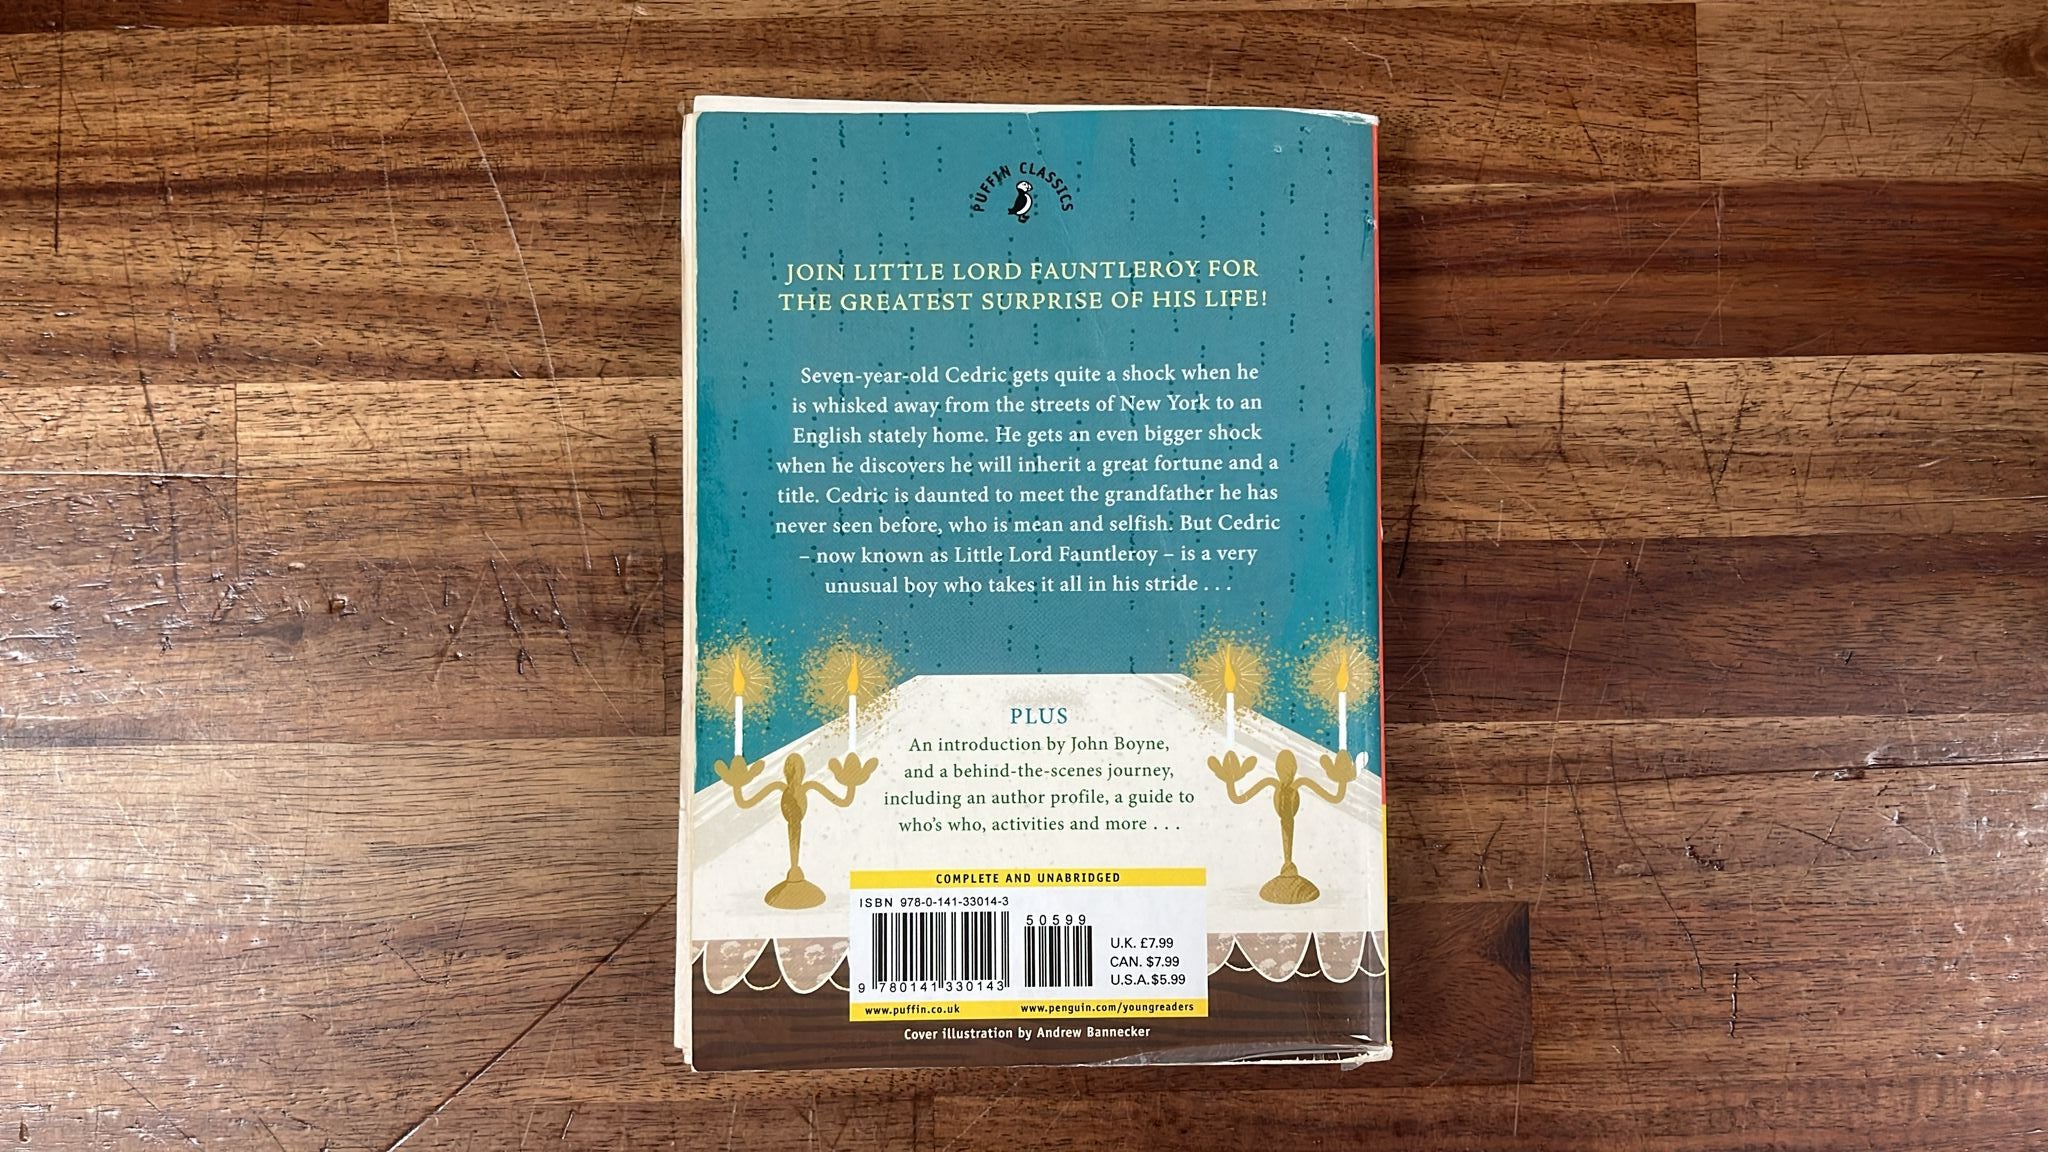 PUFFIN CLASSICS
JOIN LITTLE LORD FAUNTLEROY FOR
THE GREATEST SURPRISE OF HIS LIFE!
Seven-year-old Cedric gets quite a shock when he
is whisked away from the streets of New York to an
English stately home. He gets an even bigger shock
when he discovers he will inherit a great fortune and a
title. Cedric is daunted to meet the grandfather he has
never seen before, who is mean and selfish. But Cedric
– now known as Little Lord Fauntleroy – is a very
unusual boy who takes it all in his stride . . .
PLUS
An introduction by John Boyne,
and a behind-the-scenes journey,
including an author profile, a guide to
who's who, activities and more . . .
COMPLETE AND UNABRIDGED
ISBN 978-0-141-33014-3
50599
U.K. £7.99
CAN. $7.99
U.S.A. $5.99
9 780141 330143
www.puffin.co.uk www.penguin.com/youngreaders
Cover illustration by Andrew Bannecker